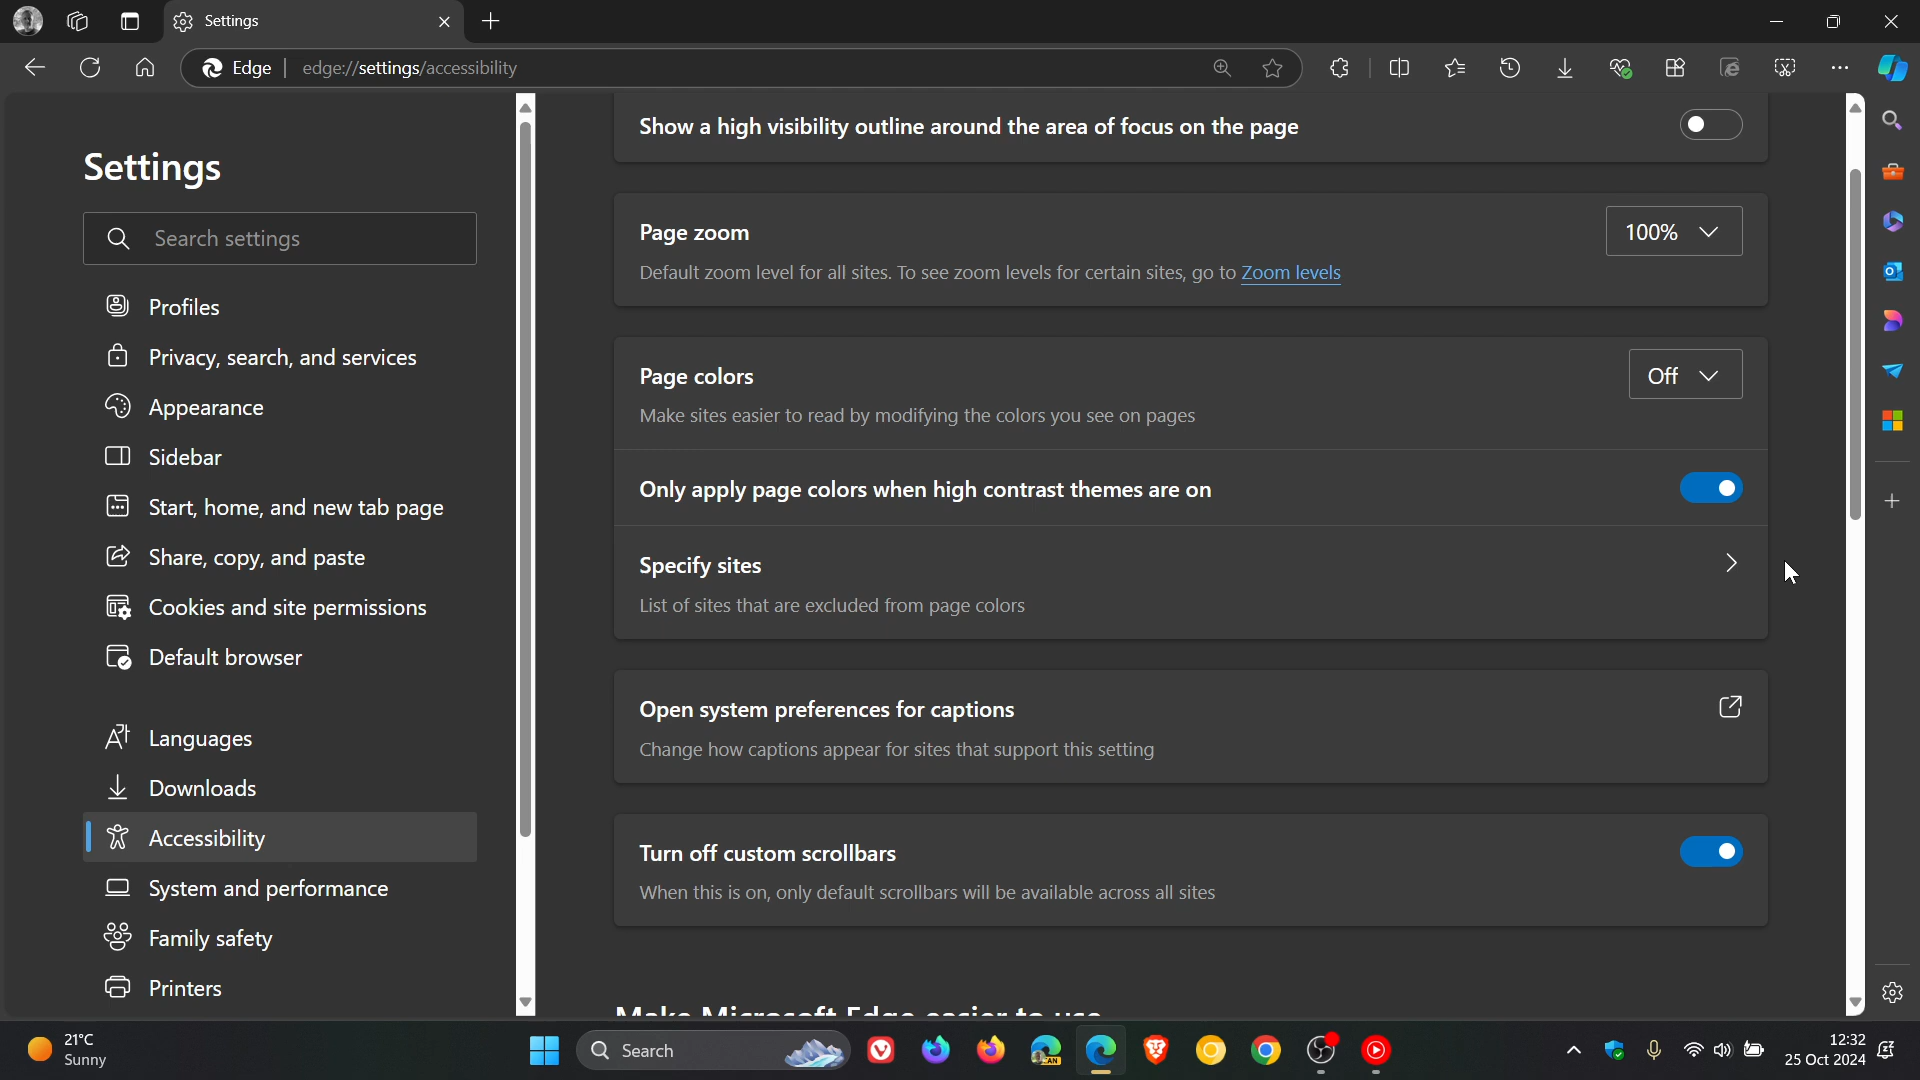 Settings
Edge
edge://settings/accessibility
Settings
Search settings
Profiles
Privacy, search, and services
Appearance
Sidebar
Start, home, and new tab page
Share, copy, and paste
Cookies and site permissions
Default browser
Languages
Downloads
Accessibility
System and performance
Family safety
Printers
Show a high visibility outline around the area of focus on the page
Page zoom
100%
Default zoom level for all sites. To see zoom levels for certain sites, go to Zoom levels
Page colors
Off
Make sites easier to read by modifying the colors you see on pages
Only apply page colors when high contrast themes are on
Specify sites
List of sites that are excluded from page colors
Open system preferences for captions
Change how captions appear for sites that support this setting
Turn off custom scrollbars
When this is on, only default scrollbars will be available across all sites
Make Microsoft Edge easier to use
21°C
Sunny
Search
CAN
12:32
25 Oct 2024